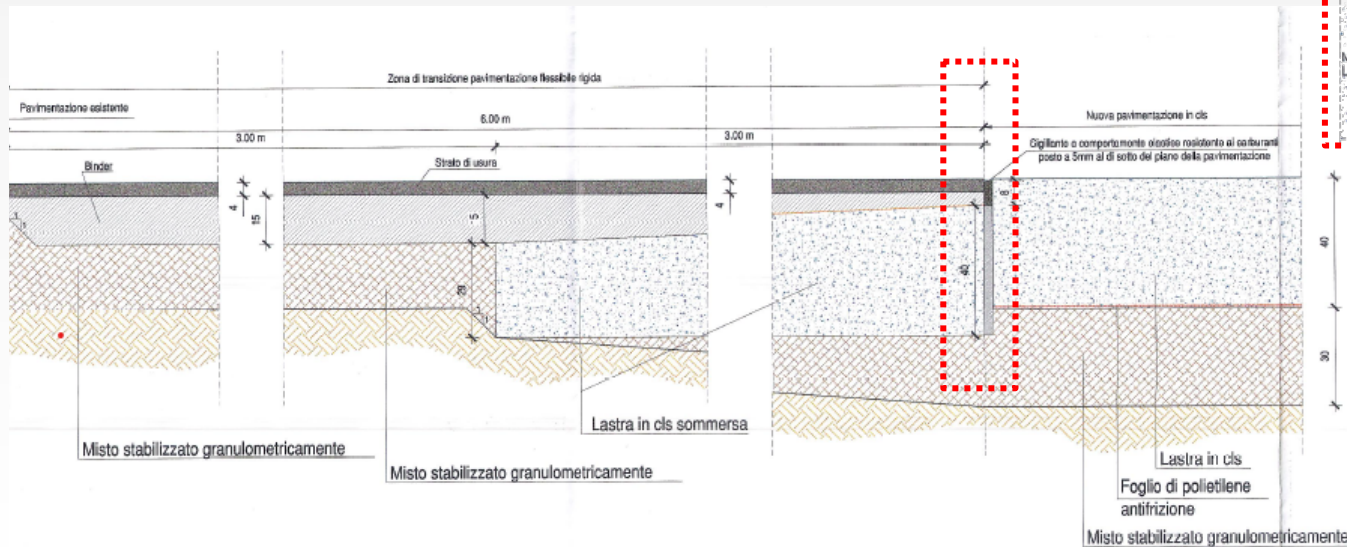 Zona di transizione pavimentazione flessibile rigida
Pavimentazione esistente
Nuova pavimentazione in cls
6.00 m
3.00 m
3.00 m
Binder
Strato di usura
Gigillante a comportamento elastico resistente ai carburanti
posto a 5mm al di sotto del piano della pavimentazione
4
15
4
8
40
40
30
Lastra in cls sommersa
Misto stabilizzato granulometricamente
Misto stabilizzato granulometricamente
Lastra in cls
Foglio di polietilene
antifrizione
Misto stabilizzato granulometricamente